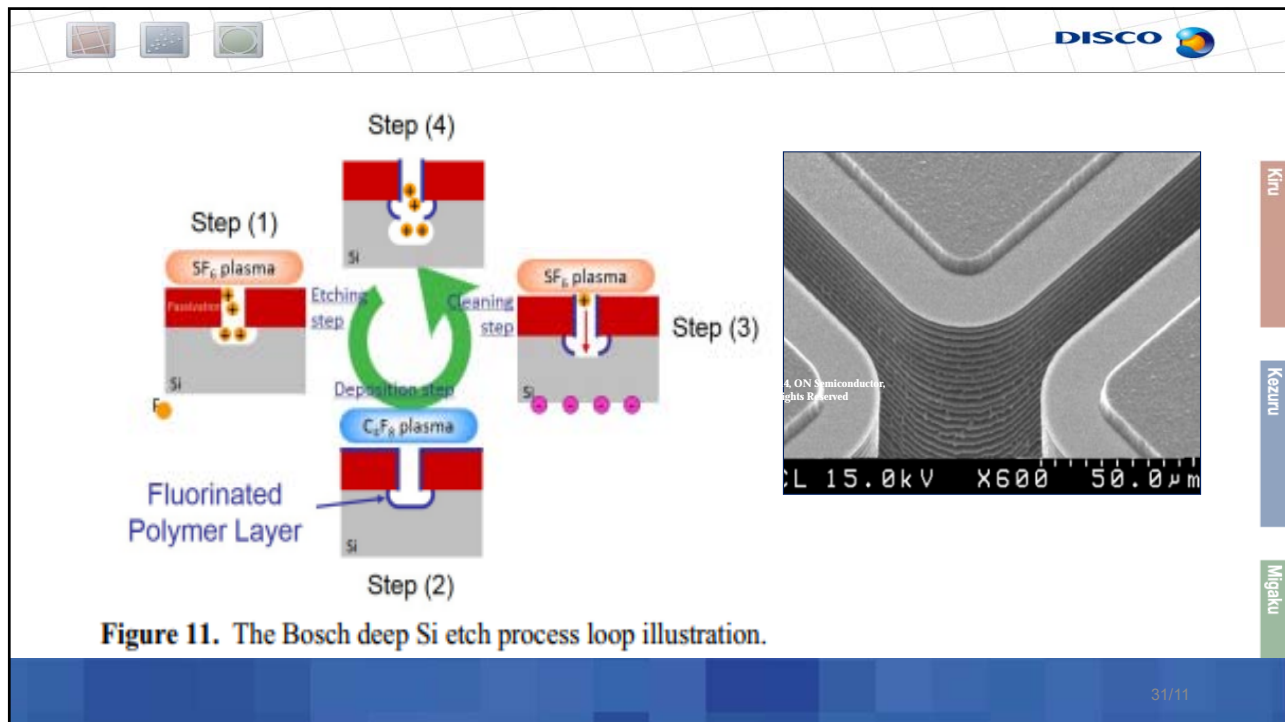 DISCO
Step (4)
Si
Step (1)
SF₆ plasma
Passivation
Si
F
Etching
step
Cleaning
step
SF₆ plasma
Step (3)
Si
Deposition step
C₄F₈ plasma
Fluorinated
Polymer Layer
Si
Step (2)
4, ON Semiconductor,
ights Reserved
CL 15.0kV X600 50.0μm
Kiru
Kezuru
Migaku
Figure 11. The Bosch deep Si etch process loop illustration.
31/11